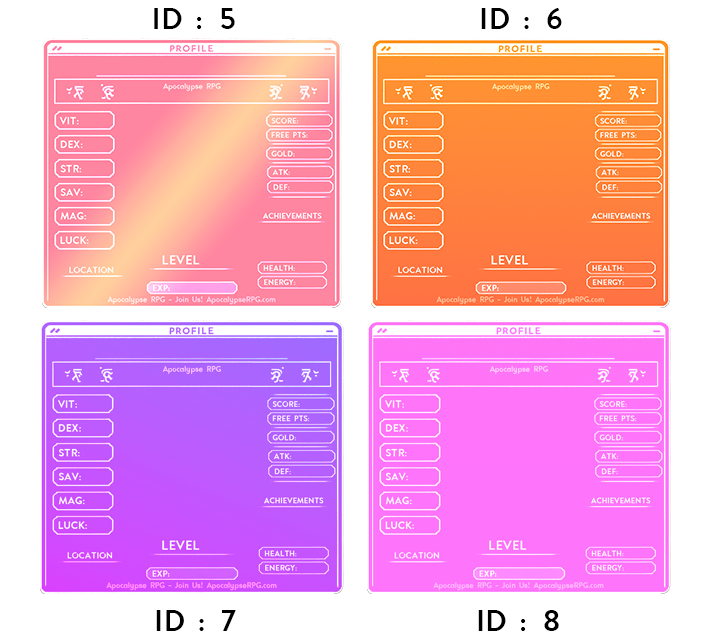 ID : 5
PROFILE
Apocalypse RPG
VIT:
DEX:
STR:
SAV:
MAG:
LUCK:
SCORE:
FREE PTS:
GOLD:
ATK:
DEF:
ACHIEVEMENTS
LOCATION
LEVEL
HEALTH:
ENERGY:
EXP:
Apocalypse RPG - Join Us! ApocalypseRPG.com
ID : 6
PROFILE
Apocalypse RPG
VIT:
DEX:
STR:
SAV:
MAG:
LUCK:
SCORE:
FREE PTS:
GOLD:
ATK:
DEF:
ACHIEVEMENTS
LOCATION
LEVEL
HEALTH:
ENERGY:
EXP:
Apocalypse RPG - Join Us! ApocalypseRPG.com
PROFILE
Apocalypse RPG
VIT:
DEX:
STR:
SAV:
MAG:
LUCK:
SCORE:
FREE PTS:
GOLD:
ATK:
DEF:
ACHIEVEMENTS
LOCATION
LEVEL
HEALTH:
ENERGY:
EXP:
Apocalypse RPG - Join Us! ApocalypseRPG.com
ID : 7
PROFILE
Apocalypse RPG
VIT:
DEX:
STR:
SAV:
MAG:
LUCK:
SCORE:
FREE PTS:
GOLD:
ATK:
DEF:
ACHIEVEMENTS
LOCATION
LEVEL
HEALTH:
ENERGY:
EXP:
Apocalypse RPG - Join Us! ApocalypseRPG.com
ID : 8